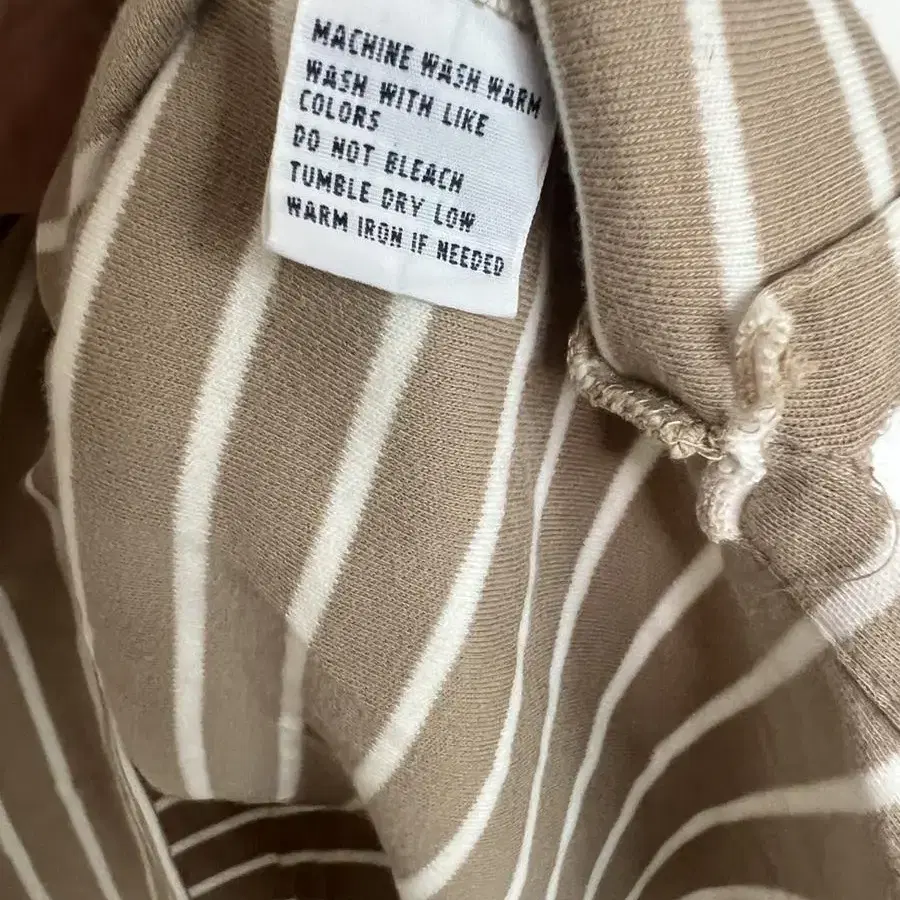 MACHINE WASH WARM
WASH WITH LIKE
COLORS
DO NOT BLEACH
TUMBLE DRY LOW
WARM IRON IF NEEDED